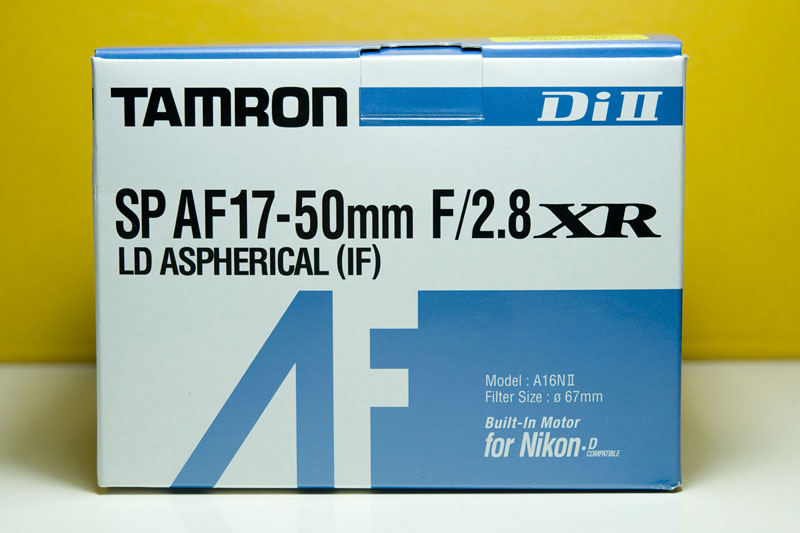 TAMRON Di II
SP AF17-50mm F/2.8 XR
LD ASPHERICAL (IF)
AF
Model : A16N II
Filter Size : ø 67mm
Built-In Motor
for Nikon-D
COMPATIBLE